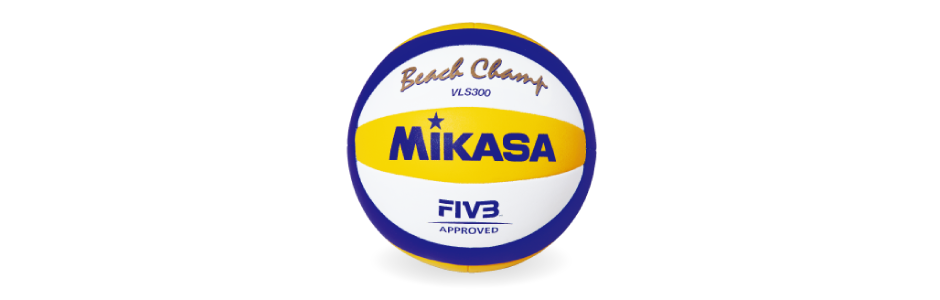 Beach Champ
VLS300
MIKASA
FIVB
APPROVED